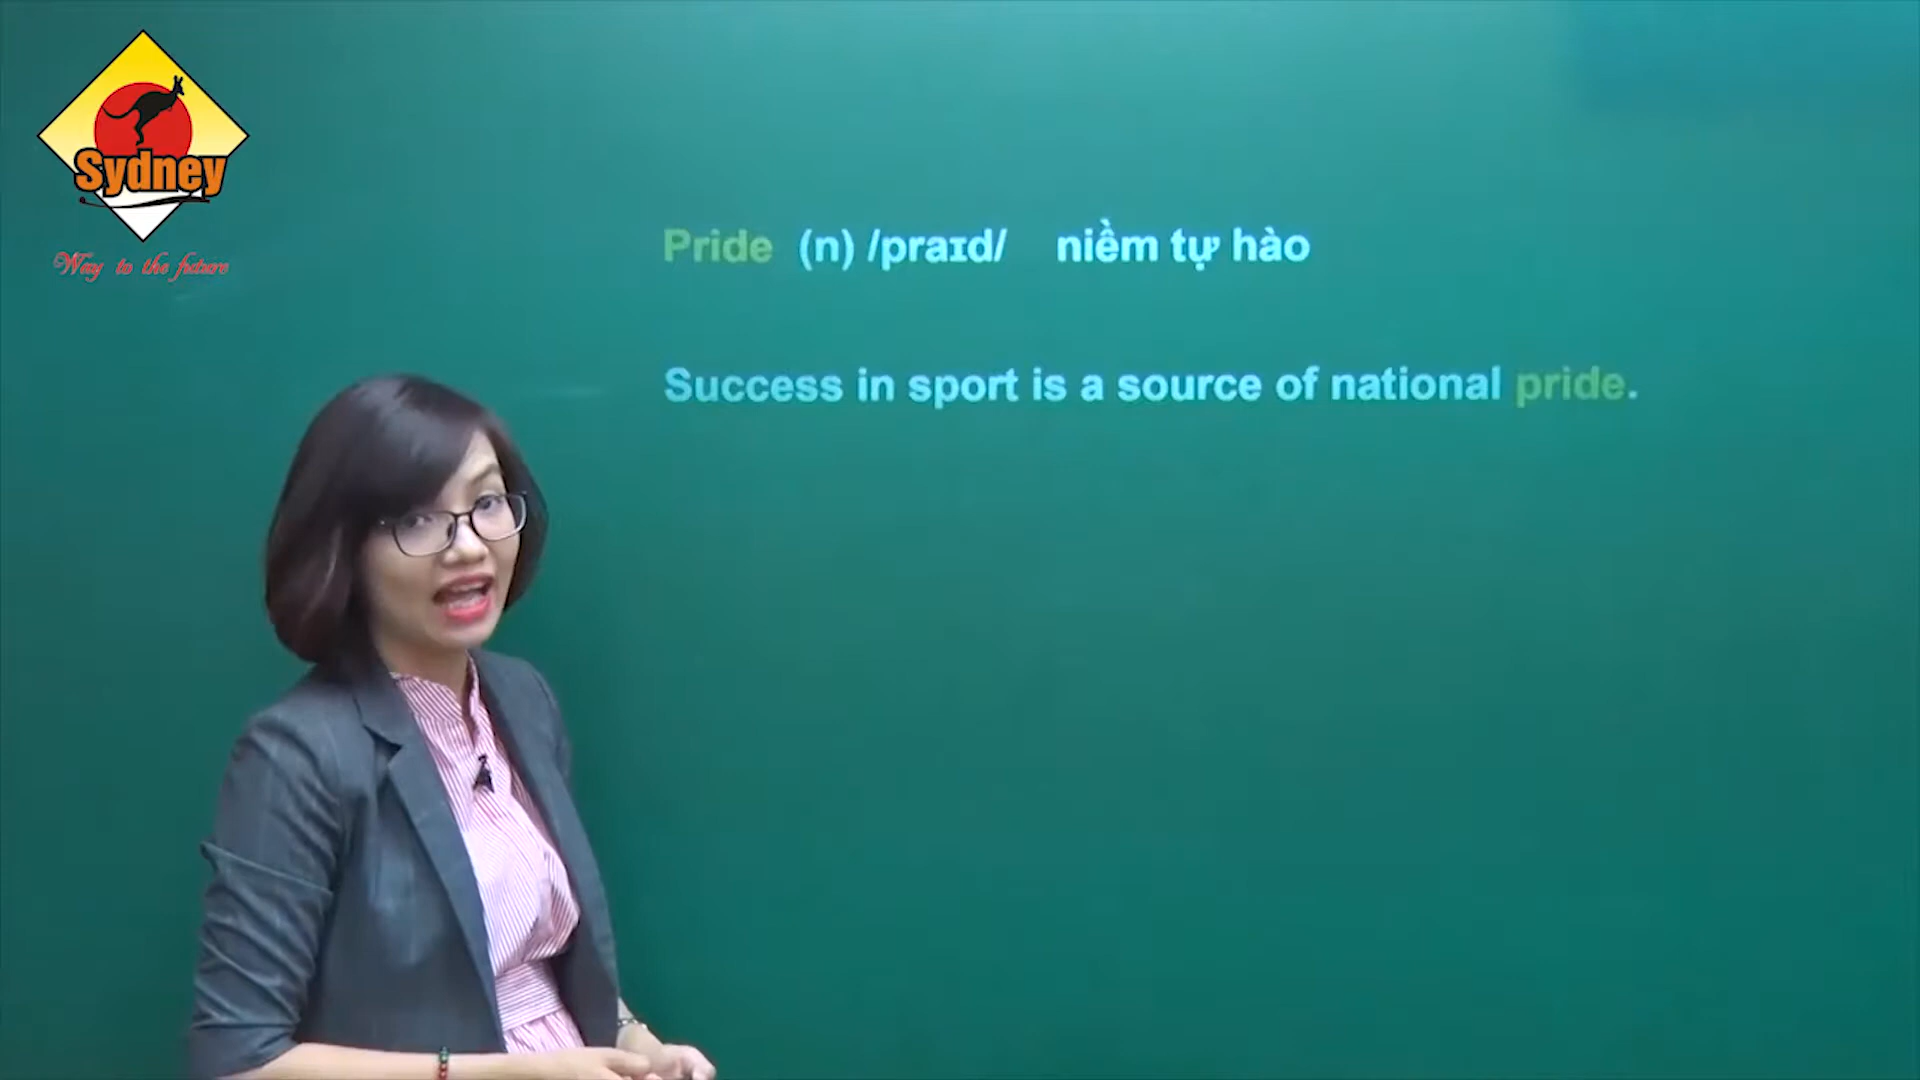 Sydney
Way to the future
Pride (n) /praɪd/ niềm tự hào
Success in sport is a source of national pride.